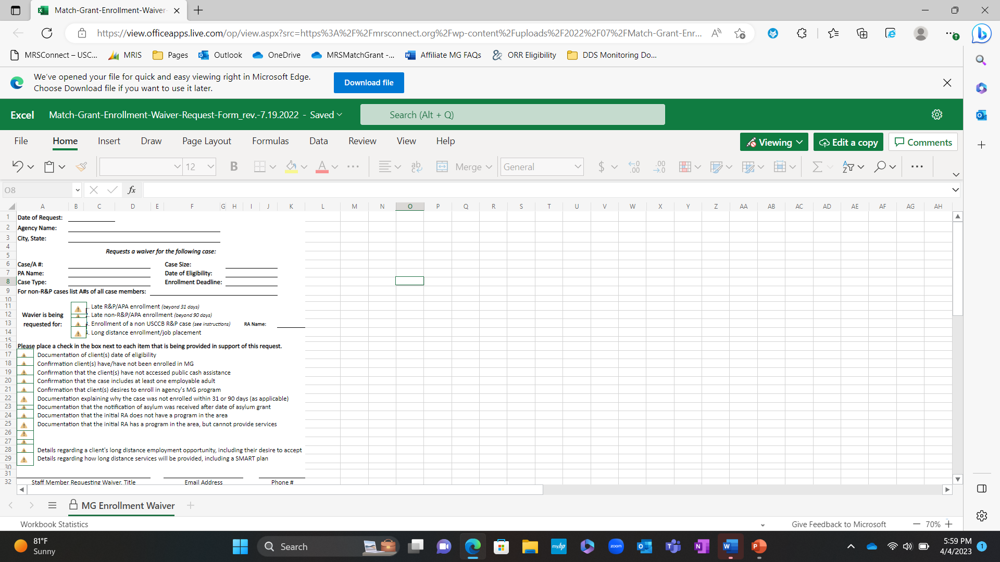 Match-Grant-Enrollment-Waiver-
https://view.officeapps.live.com/op/view.aspx?src=https%3A%2F%2Fmrsconnect.org%2Fwp-content%2Fuploads%2F2022%2F07%2FMatch-Grant-Enr...
MRSConnect – USC... MRIS Pages Outlook OneDrive MRSMatchGrant -... Affiliate MG FAQs ORR Eligibility DDS Monitoring Do...
We've opened your file for quick and easy viewing right in Microsoft Edge.
Choose Download file if you want to use it later.
Download file
Excel Match-Grant-Enrollment-Waiver-Request-Form_rev.-7.19.2022 - Saved Search (Alt + Q)
File Home Insert Draw Page Layout Formulas Data Review View Help Viewing Edit a copy Comments
12 B A Merge General $
O8 fx
A B C D E F G H I J K L M N O P Q R S T U V W X Y Z AA AB AC AD AE AF AG AH
1 Date of Request:
2 Agency Name:
3 City, State:
4
5 Requests a waiver for the following case:
6 Case/A #: Case Size:
7 PA Name: Date of Eligibility:
8 Case Type: Enrollment Deadline:
9 For non-R&P cases list A#s of all case members:
10
11 . Late R&P/APA enrollment (beyond 31 days)
12 Wavier is being . Late non-R&P/APA enrollment (beyond 90 days)
13 requested for: . Enrollment of a non USCCB R&P case (see instructions) RA Name:
14 . Long distance enrollment/job placement
15
16 Please place a check in the box next to each item that is being provided in support of this request.
17 Documentation of client(s) date of eligibility
18 Confirmation client(s) have/have not been enrolled in MG
19 Confirmation that the client(s) have not accessed public cash assistance
20 Confirmation that the case includes at least one employable adult
21 Confirmation that client(s) desires to enroll in agency's MG program
22 Documentation explaining why the case was not enrolled within 31 or 90 days (as applicable)
23 Documentation that the notification of asylum was received after date of asylum grant
24 Documentation that the initial RA does not have a program in the area
25 Documentation that the initial RA has a program in the area, but cannot provide services
26
27
28 Details regarding a client's long distance employment opportunity, including their desire to accept
29 Details regarding how long distance services will be provided, including a SMART plan
30
31
32 Staff Member Requesting Waiver, Title Email Address Phone #
MG Enrollment Waiver
Workbook Statistics Give Feedback to Microsoft 70%
81°F
Sunny
Search
myhp
zoom
5:59 PM
4/4/2023
1